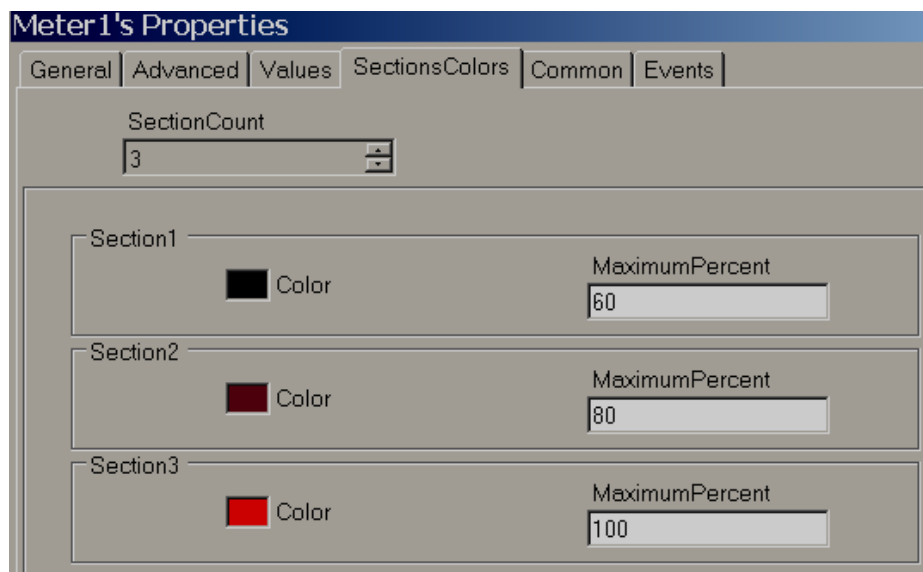 Meter1's Properties
General Advanced Values SectionsColors Common Events
SectionCount
3
Section1
Color
MaximumPercent
60
Section2
Color
MaximumPercent
80
Section3
Color
MaximumPercent
100